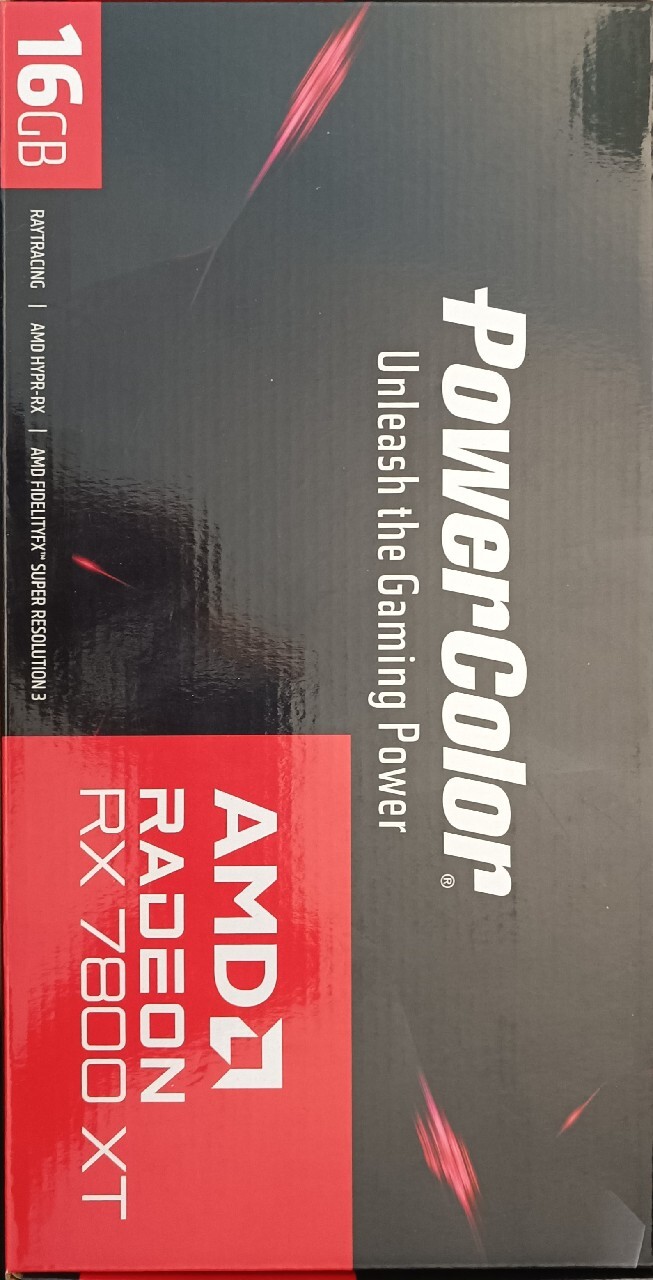 PowerColor®
Unleash the Gaming Power
AMD
RADEON
RX 7800 XT
16GB
RAYTRACING | AMD HYPR-RX | AMD FIDELITYFX™ SUPER RESOLUTION 3